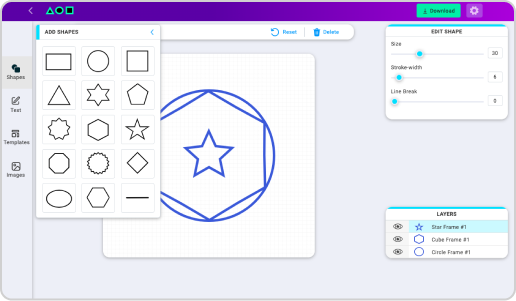 Download
ADD SHAPES
Reset
Delete
EDIT SHAPE
Size
30
Stroke-width
8
Line Break
0
Shapes
Text
Templates
Images
LAYERS
Star Frame #1
Cube Frame #1
Circle Frame #1